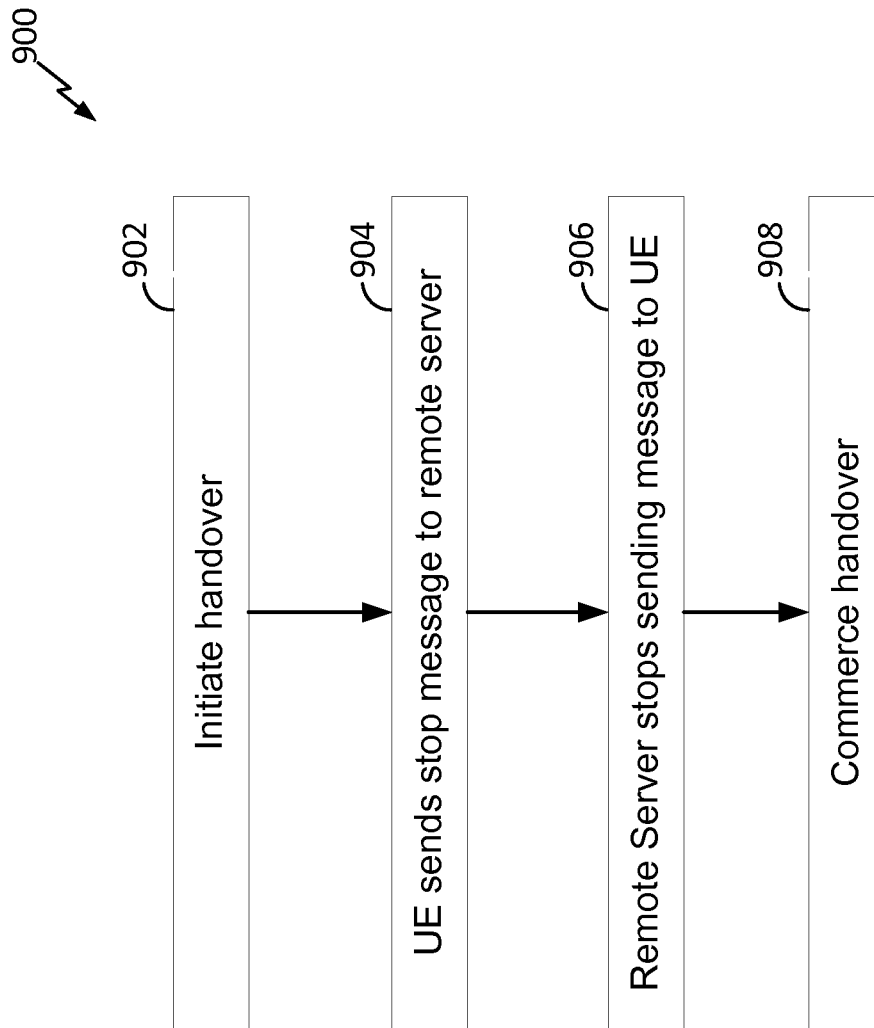 900
902
Initiate handover
904
UE sends stop message to remote server
906
Remote Server stops sending message to UE
908
Commerce handover